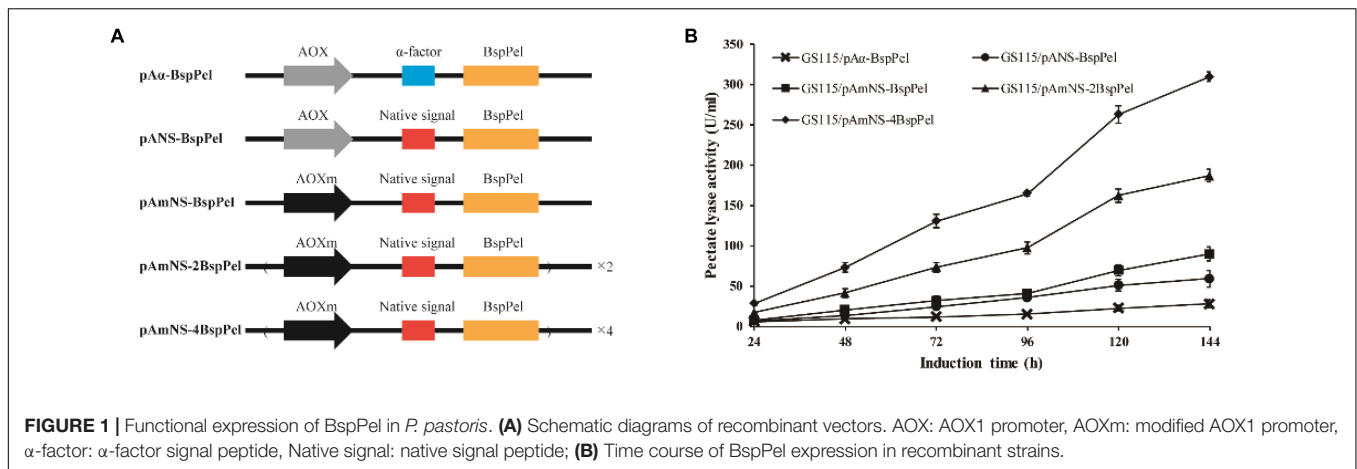 A
AOX α-factor BspPel
pAα-BspPel
AOX Native signal BspPel
pANS-BspPel
AOXm Native signal BspPel
pAmNS-BspPel
AOXm Native signal BspPel
pAmNS-2BspPel ( ) ×2
AOXm Native signal BspPel
pAmNS-4BspPel ( ) ×4
B
GS115/pAα-BspPel GS115/pANS-BspPel
GS115/pAmNS-BspPel GS115/pAmNS-2BspPel
GS115/pAmNS-4BspPel
Pectate lyase activity (U/ml)
350
300
250
200
150
100
50
0
24 48 72 96 120 144
Induction time (h)
FIGURE 1 | Functional expression of BspPel in P. pastoris. (A) Schematic diagrams of recombinant vectors. AOX: AOX1 promoter, AOXm: modified AOX1 promoter,
α-factor: α-factor signal peptide, Native signal: native signal peptide; (B) Time course of BspPel expression in recombinant strains.